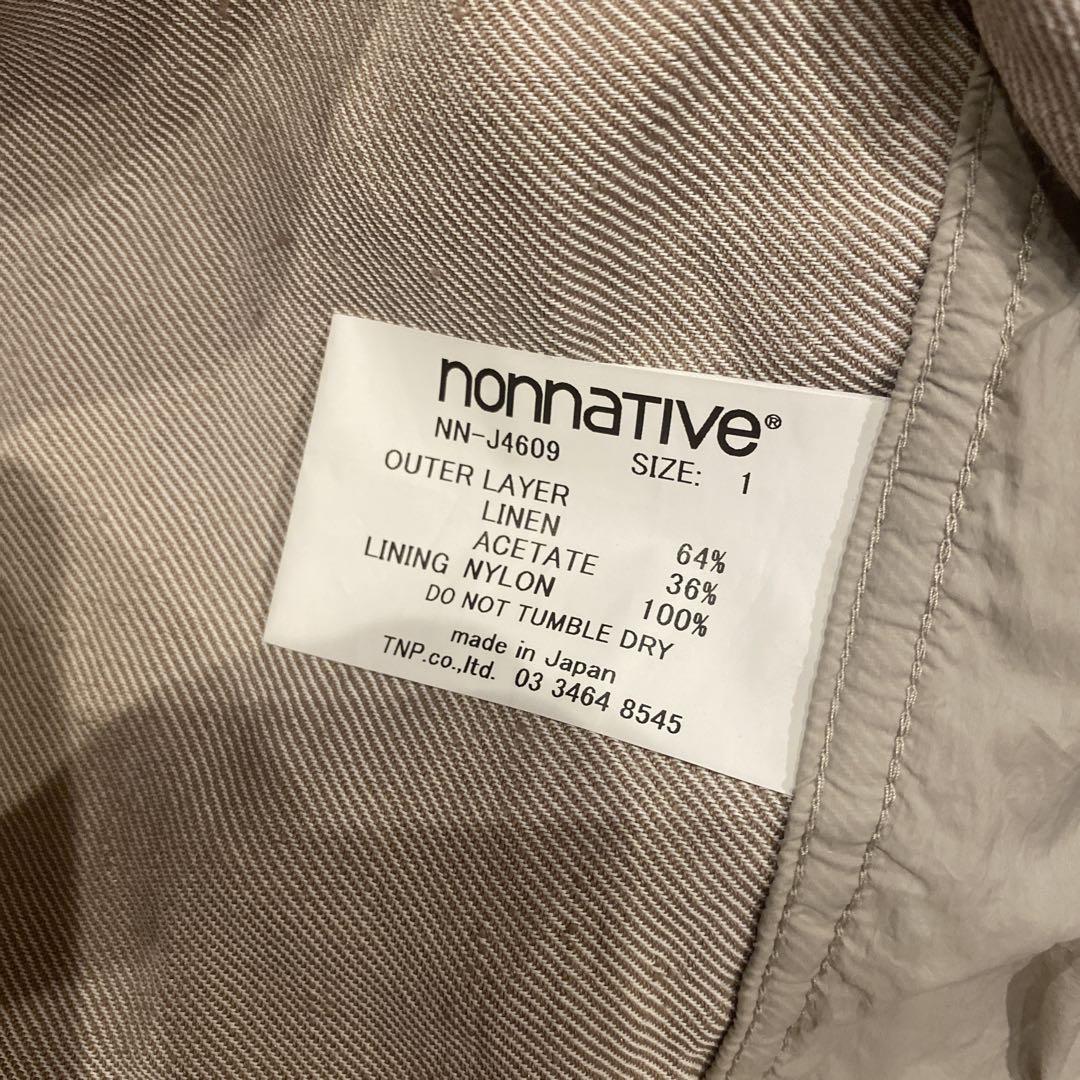 nonnaTIVe®
NN-J4609 SIZE: 1
OUTER LAYER
LINEN 64%
ACETATE 36%
LINING NYLON 100%
DO NOT TUMBLE DRY
made in Japan
TNP.co.,ltd. 03 3464 8545